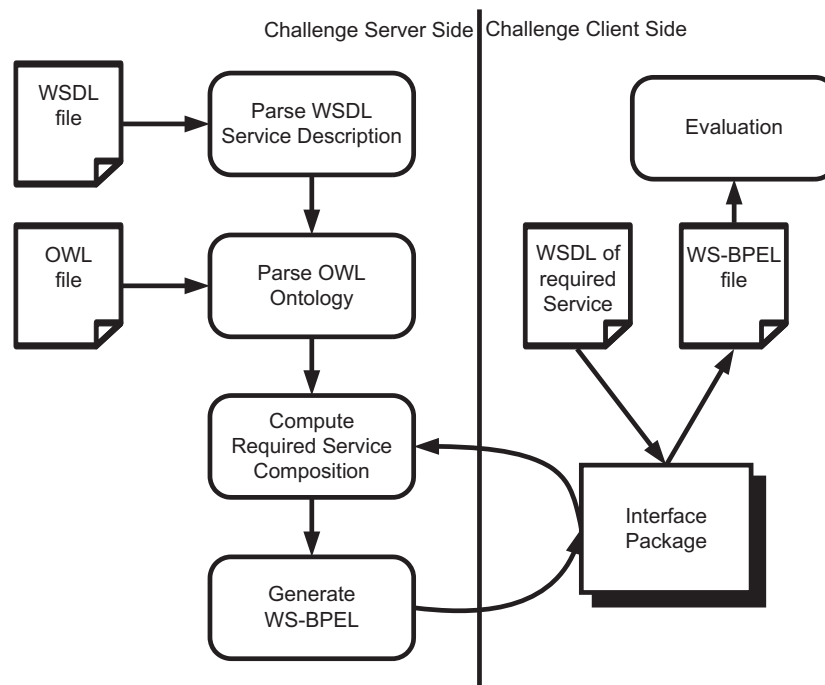 Challenge Server Side
Challenge Client Side
WSDL
file
Parse WSDL
Service Description
Evaluation
OWL
file
Parse OWL
Ontology
WSDL of
required
Service
WS-BPEL
file
Compute
Required Service
Composition
Interface
Package
Generate
WS-BPEL